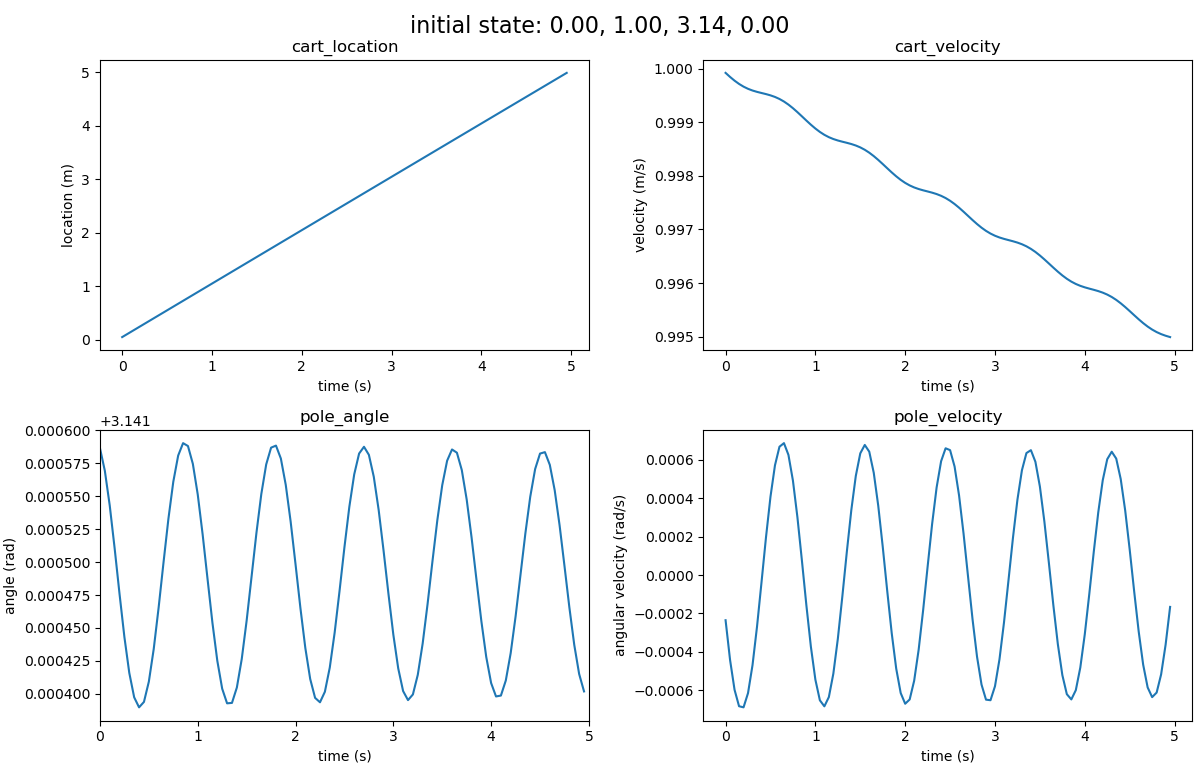 initial state: 0.00, 1.00, 3.14, 0.00
cart_location
location (m)
5
4
3
2
1
0
0 1 2 3 4 5
time (s)
cart_velocity
velocity (m/s)
1.000
0.999
0.998
0.997
0.996
0.995
0 1 2 3 4 5
time (s)
pole_angle
+3.141
angle (rad)
0.000600
0.000575
0.000550
0.000525
0.000500
0.000475
0.000450
0.000425
0.000400
0 1 2 3 4 5
time (s)
pole_velocity
angular velocity (rad/s)
0.0006
0.0004
0.0002
0.0000
−0.0002
−0.0004
−0.0006
0 1 2 3 4 5
time (s)